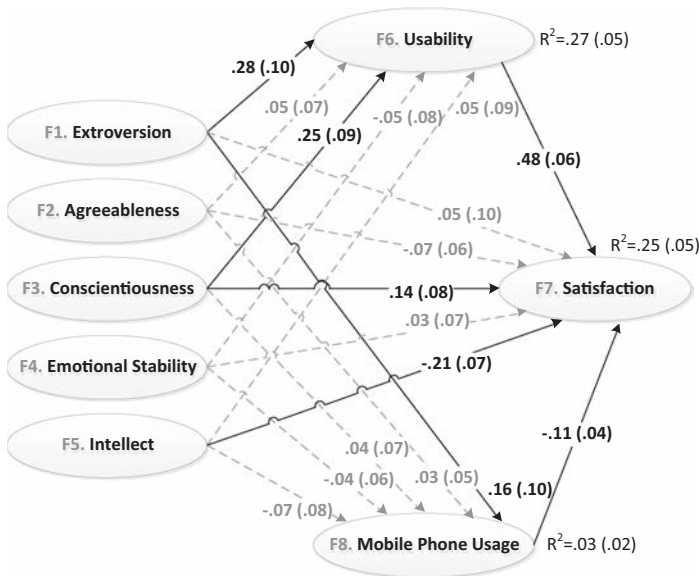 F6. Usability
R²=.27 (.05)
.28 (.10)
.05 (.07)
-.05 (.08)
.05 (.09)
.25 (.09)
F1. Extroversion
.48 (.06)
F2. Agreeableness
.05 (.10)
R²=.25 (.05)
-.07 (.06)
F3. Conscientiousness
.14 (.08)
F7. Satisfaction
.03 (.07)
F4. Emotional Stability
-.21 (.07)
F5. Intellect
-.11 (.04)
.04 (.07)
-.04 (.06)
.03 (.05)
.16 (.10)
-.07 (.08)
F8. Mobile Phone Usage
R²=.03 (.02)